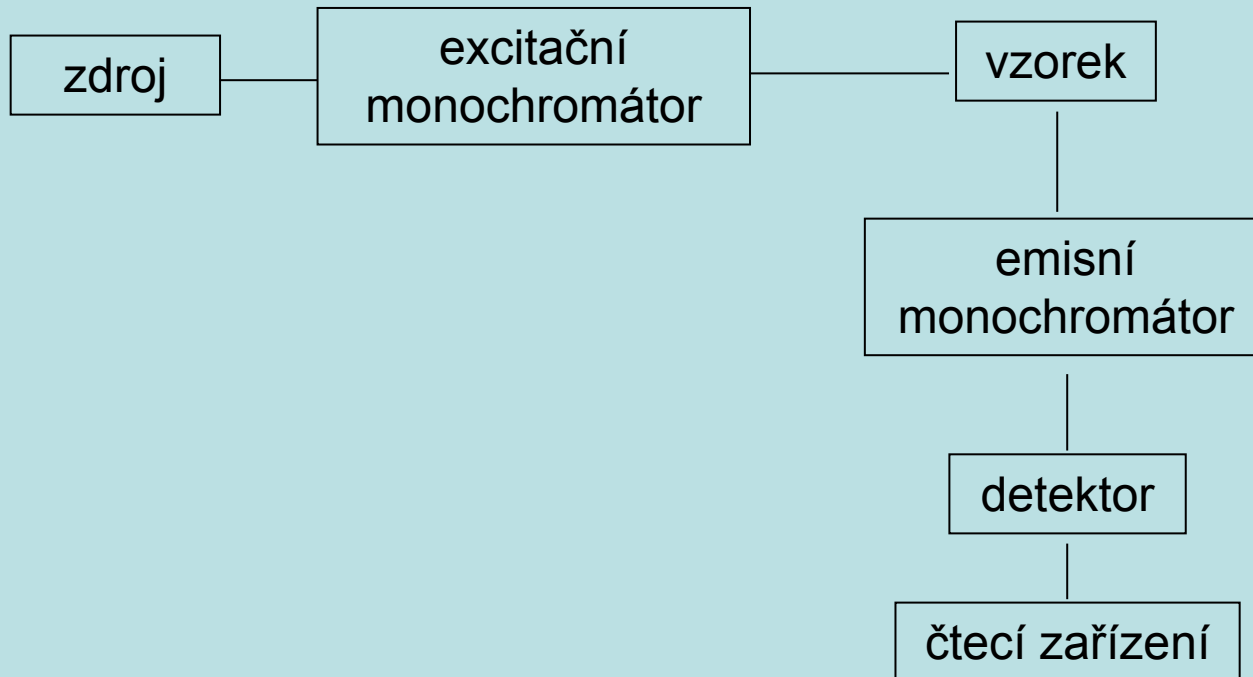 zdroj
excitační
monochromátor
vzorek
emisní
monochromátor
detektor
čtecí zařízení